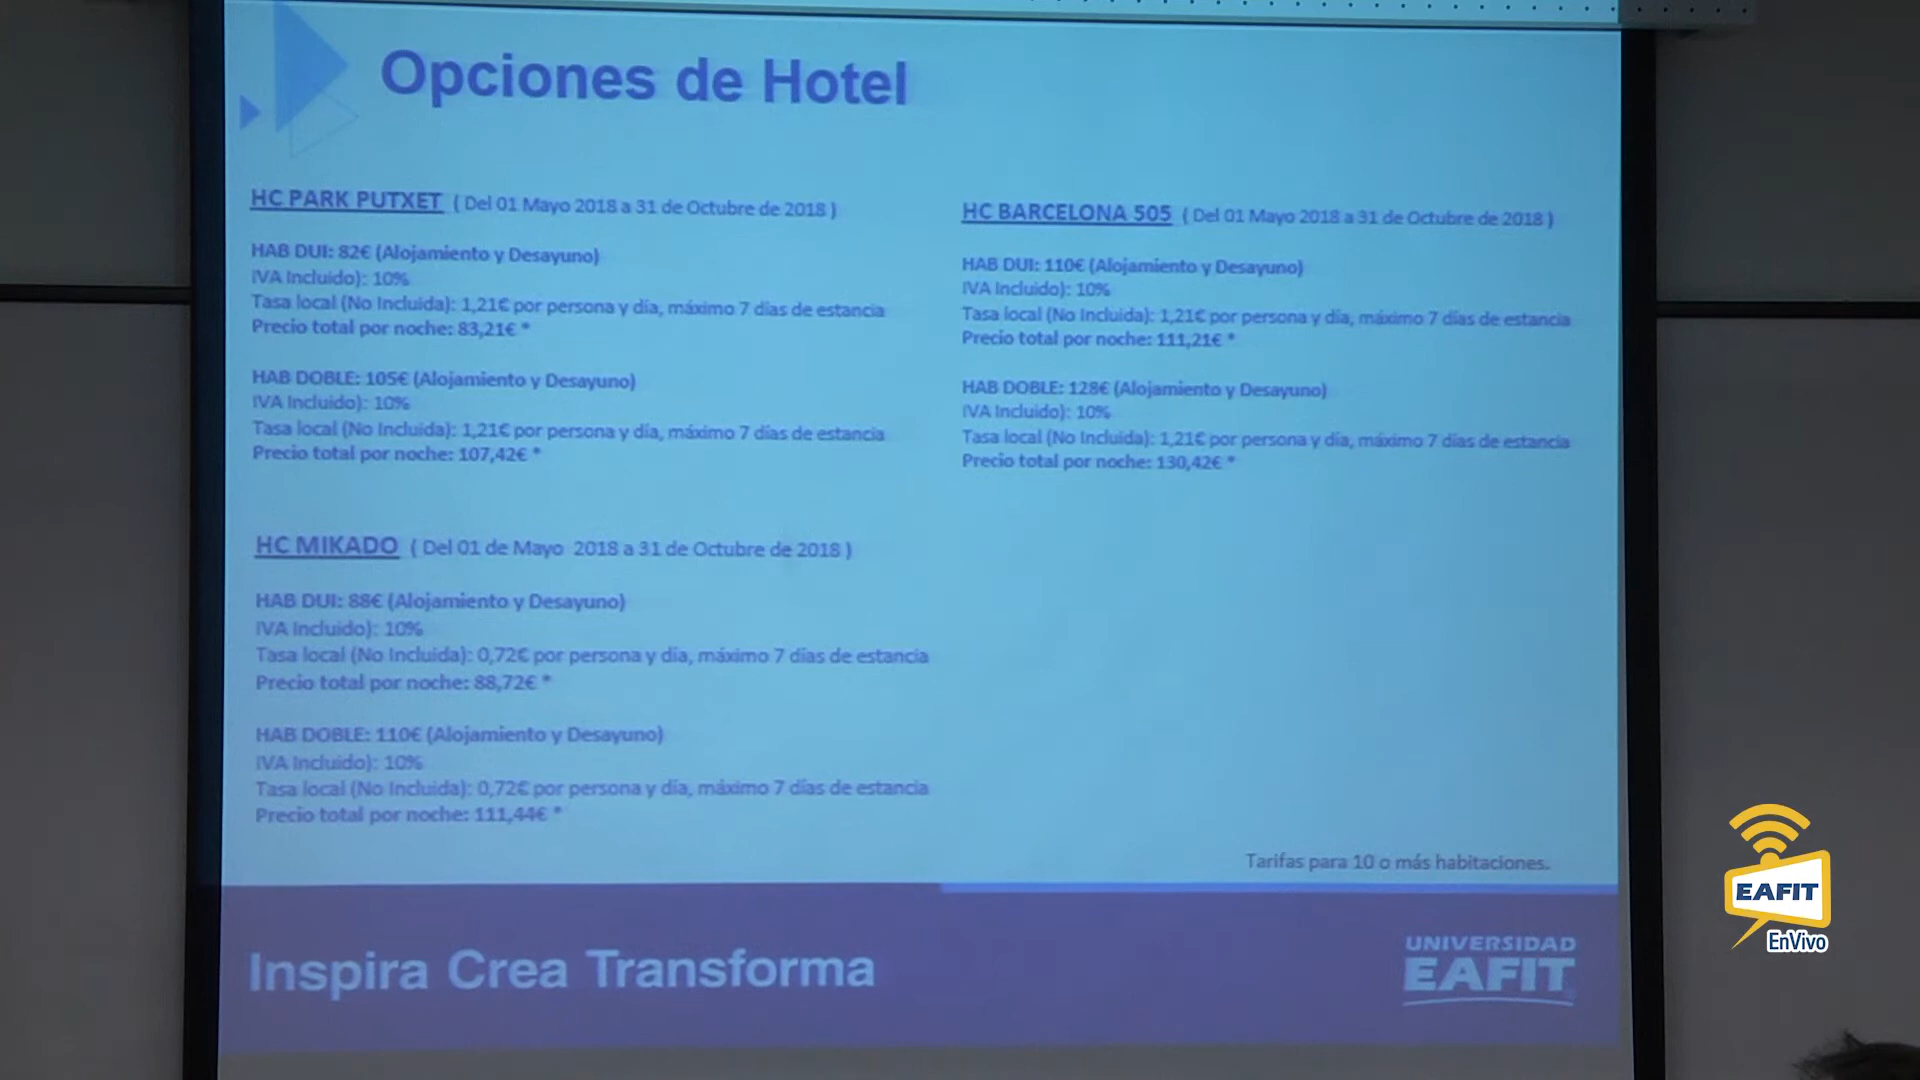 Opciones de Hotel
HC PARK PUTXET ( Del 01 Mayo 2018 a 31 de Octubre de 2018 )
HAB DUI: 82€ (Alojamiento y Desayuno)
IVA Incluido): 10%
Tasa local (No Incluida): 1,21€ por persona y día, máximo 7 días de estancia
Precio total por noche: 83,21€ *
HAB DOBLE: 105€ (Alojamiento y Desayuno)
IVA Incluido): 10%
Tasa local (No Incluida): 1,21€ por persona y día, máximo 7 días de estancia
Precio total por noche: 107,42€ *
HC BARCELONA 505 ( Del 01 Mayo 2018 a 31 de Octubre de 2018 )
HAB DUI: 110€ (Alojamiento y Desayuno)
IVA Incluido): 10%
Tasa local (No Incluida): 1,21€ por persona y día, máximo 7 días de estancia
Precio total por noche: 111,21€ *
HAB DOBLE: 128€ (Alojamiento y Desayuno)
IVA Incluido): 10%
Tasa local (No Incluida): 1,21€ por persona y día, máximo 7 días de estancia
Precio total por noche: 130,42€ *
HC MIKADO ( Del 01 de Mayo 2018 a 31 de Octubre de 2018 )
HAB DUI: 88€ (Alojamiento y Desayuno)
IVA Incluido): 10%
Tasa local (No Incluida): 0,72€ por persona y día, máximo 7 días de estancia
Precio total por noche: 88,72€ *
HAB DOBLE: 110€ (Alojamiento y Desayuno)
IVA Incluido): 10%
Tasa local (No Incluida): 0,72€ por persona y día, máximo 7 días de estancia
Precio total por noche: 111,44€ *
Tarifas para 10 o más habitaciones.
Inspira Crea Transforma
UNIVERSIDAD
EAFIT
EAFIT
EnVivo